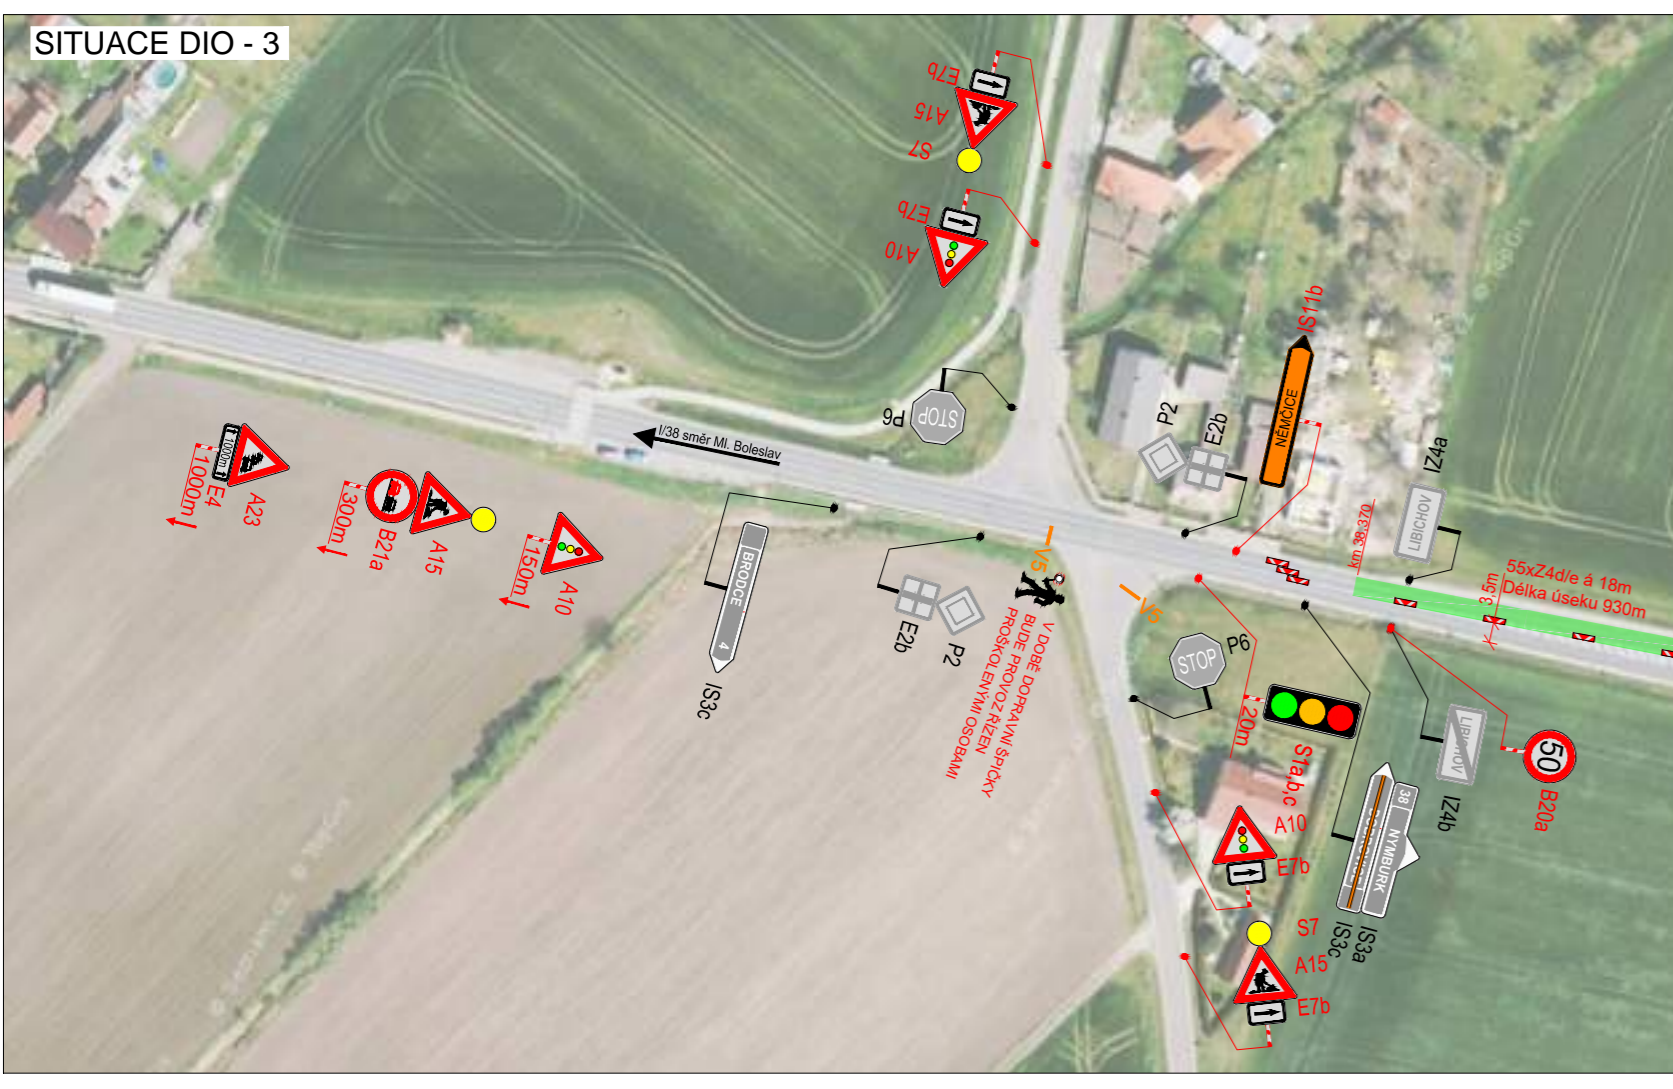 SITUACE DIO - 3
E7b
A15
S7
E7b
A10
IS11b
NĚMČICE
P6
STOP
I/38 směr Ml. Boleslav
P2
E2b
IZ4a
LIBICHOV
km 38,370
55xZ4d/e á 18m
Délka úseku 930m
3,5m
1000m
E4
1000m
A23
300m
B21a
A15
150m
A10
BRODCE 4
IS3c
E2b
P2
V5
V5
V DOBĚ DOPRAVNÍ ŠPIČKY
BUDE PROVOZ ŘÍZEN
PROŠKOLENÝMI OSOBAMI
STOP
P6
20m
S1a,b,c
LIBICHOV
IZ4b
50
B20a
38 NYMBURK
IS3c
IS3a
A10
E7b
S7
A15
E7b